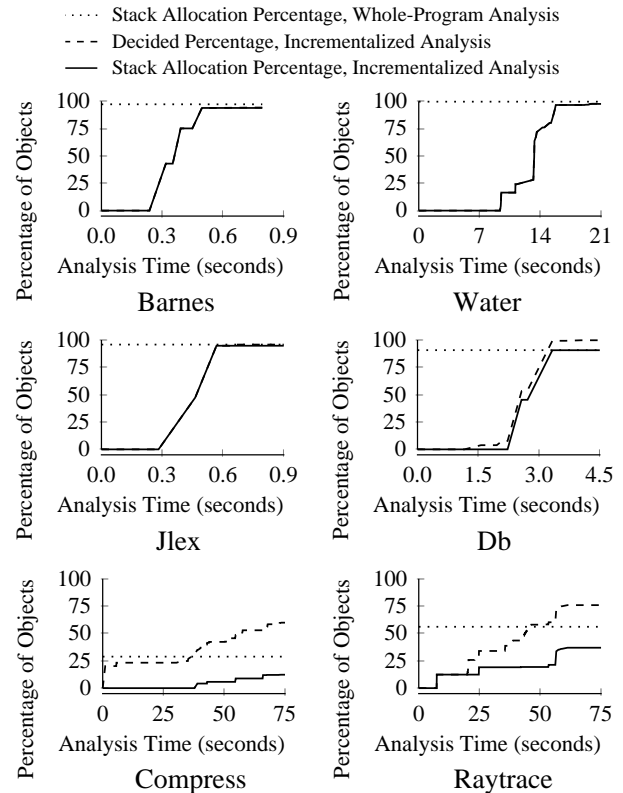 Stack Allocation Percentage, Whole-Program Analysis
Decided Percentage, Incrementalized Analysis
Stack Allocation Percentage, Incrementalized Analysis
Percentage of Objects
100
75
50
25
0
0.0 0.3 0.6 0.9
Analysis Time (seconds)
Barnes
Percentage of Objects
100
75
50
25
0
0 7 14 21
Analysis Time (seconds)
Water
Percentage of Objects
100
75
50
25
0
0.0 0.3 0.6 0.9
Analysis Time (seconds)
Jlex
Percentage of Objects
100
75
50
25
0
0.0 1.5 3.0 4.5
Analysis Time (seconds)
Db
Percentage of Objects
100
75
50
25
0
0 25 50 75
Analysis Time (seconds)
Compress
Percentage of Objects
100
75
50
25
0
0 25 50 75
Analysis Time (seconds)
Raytrace